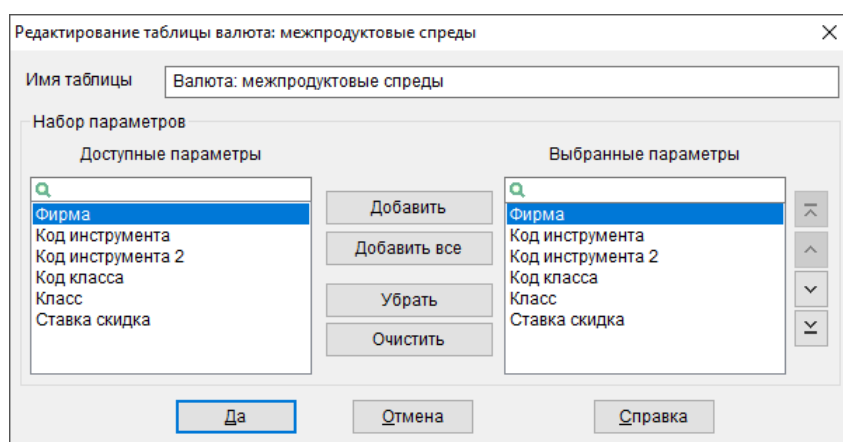 Редактирование таблицы валюта: межпродуктовые спреды
Имя таблицы
Валюта: межпродуктовые спреды
Набор параметров
Доступные параметры
Выбранные параметры
Фирма
Код инструмента
Код инструмента 2
Код класса
Класс
Ставка скидка
Добавить
Добавить все
Убрать
Очистить
Фирма
Код инструмента
Код инструмента 2
Код класса
Класс
Ставка скидка
Да
Отмена
Справка